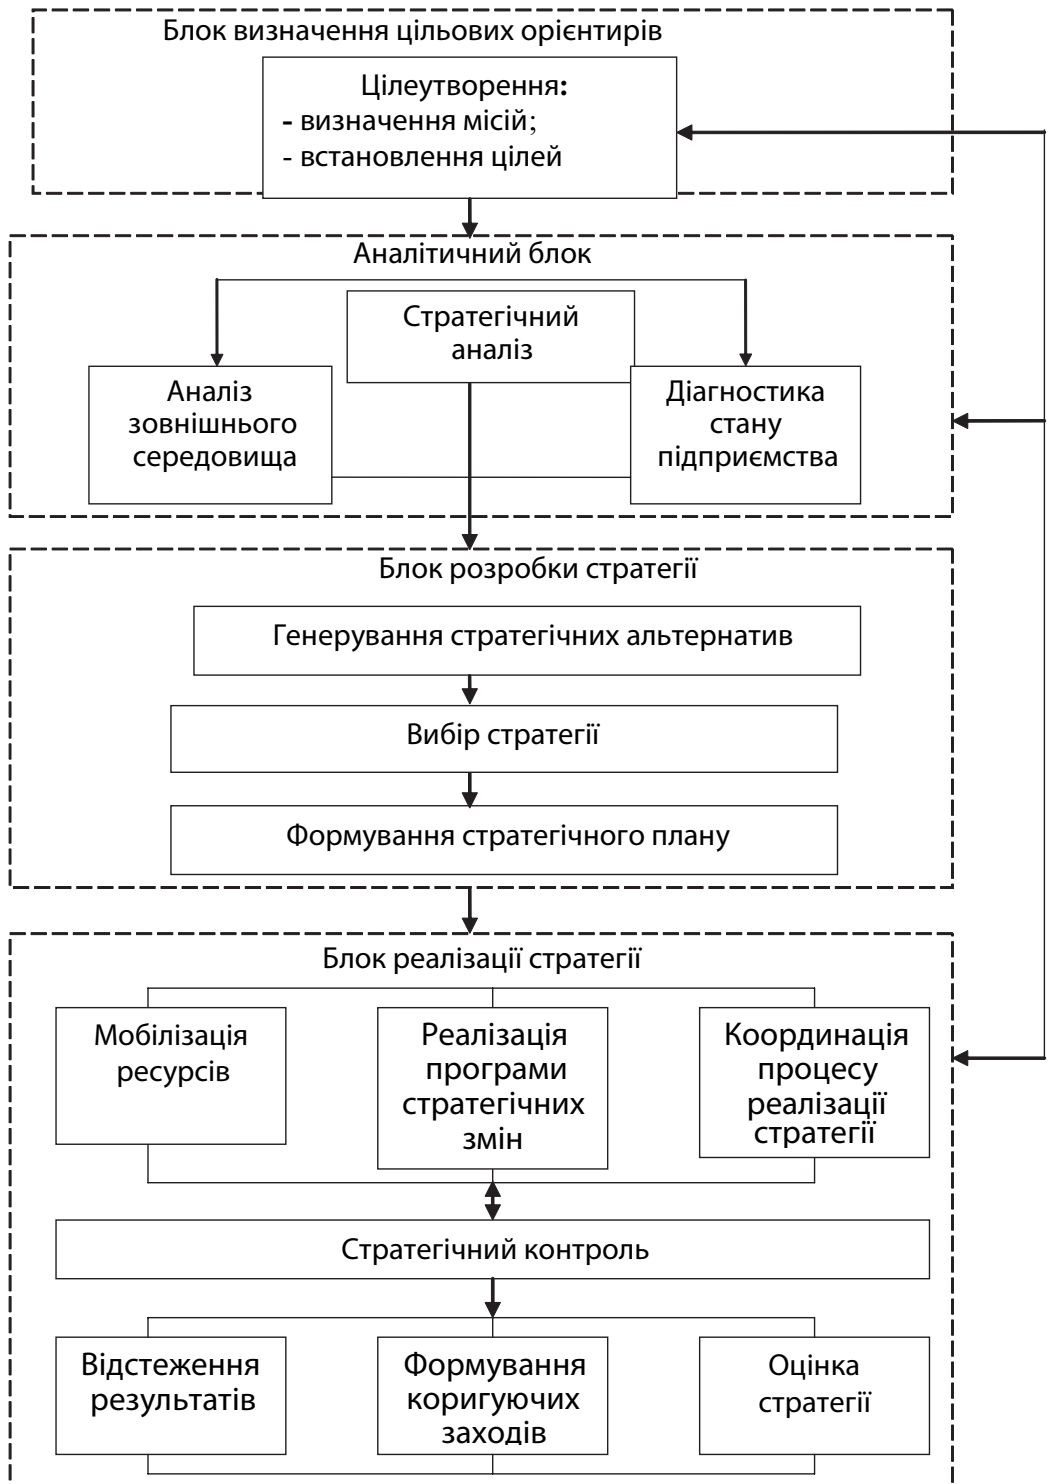 Блок визначення цільових орієнтирів
Цілеутворення:
- визначення місій;
- встановлення цілей
Аналітичний блок
Стратегічний
аналіз
Аналіз
зовнішнього
середовища
Діагностика
стану
підприємства
Блок розробки стратегії
Генерування стратегічних альтернатив
Вибір стратегії
Формування стратегічного плану
Блок реалізації стратегії
Мобілізація
ресурсів
Реалізація
програми
стратегічних
змін
Координація
процесу
реалізації
стратегії
Стратегічний контроль
Відстеження
результатів
Формування
коригуючих
заходів
Оцінка
стратегії